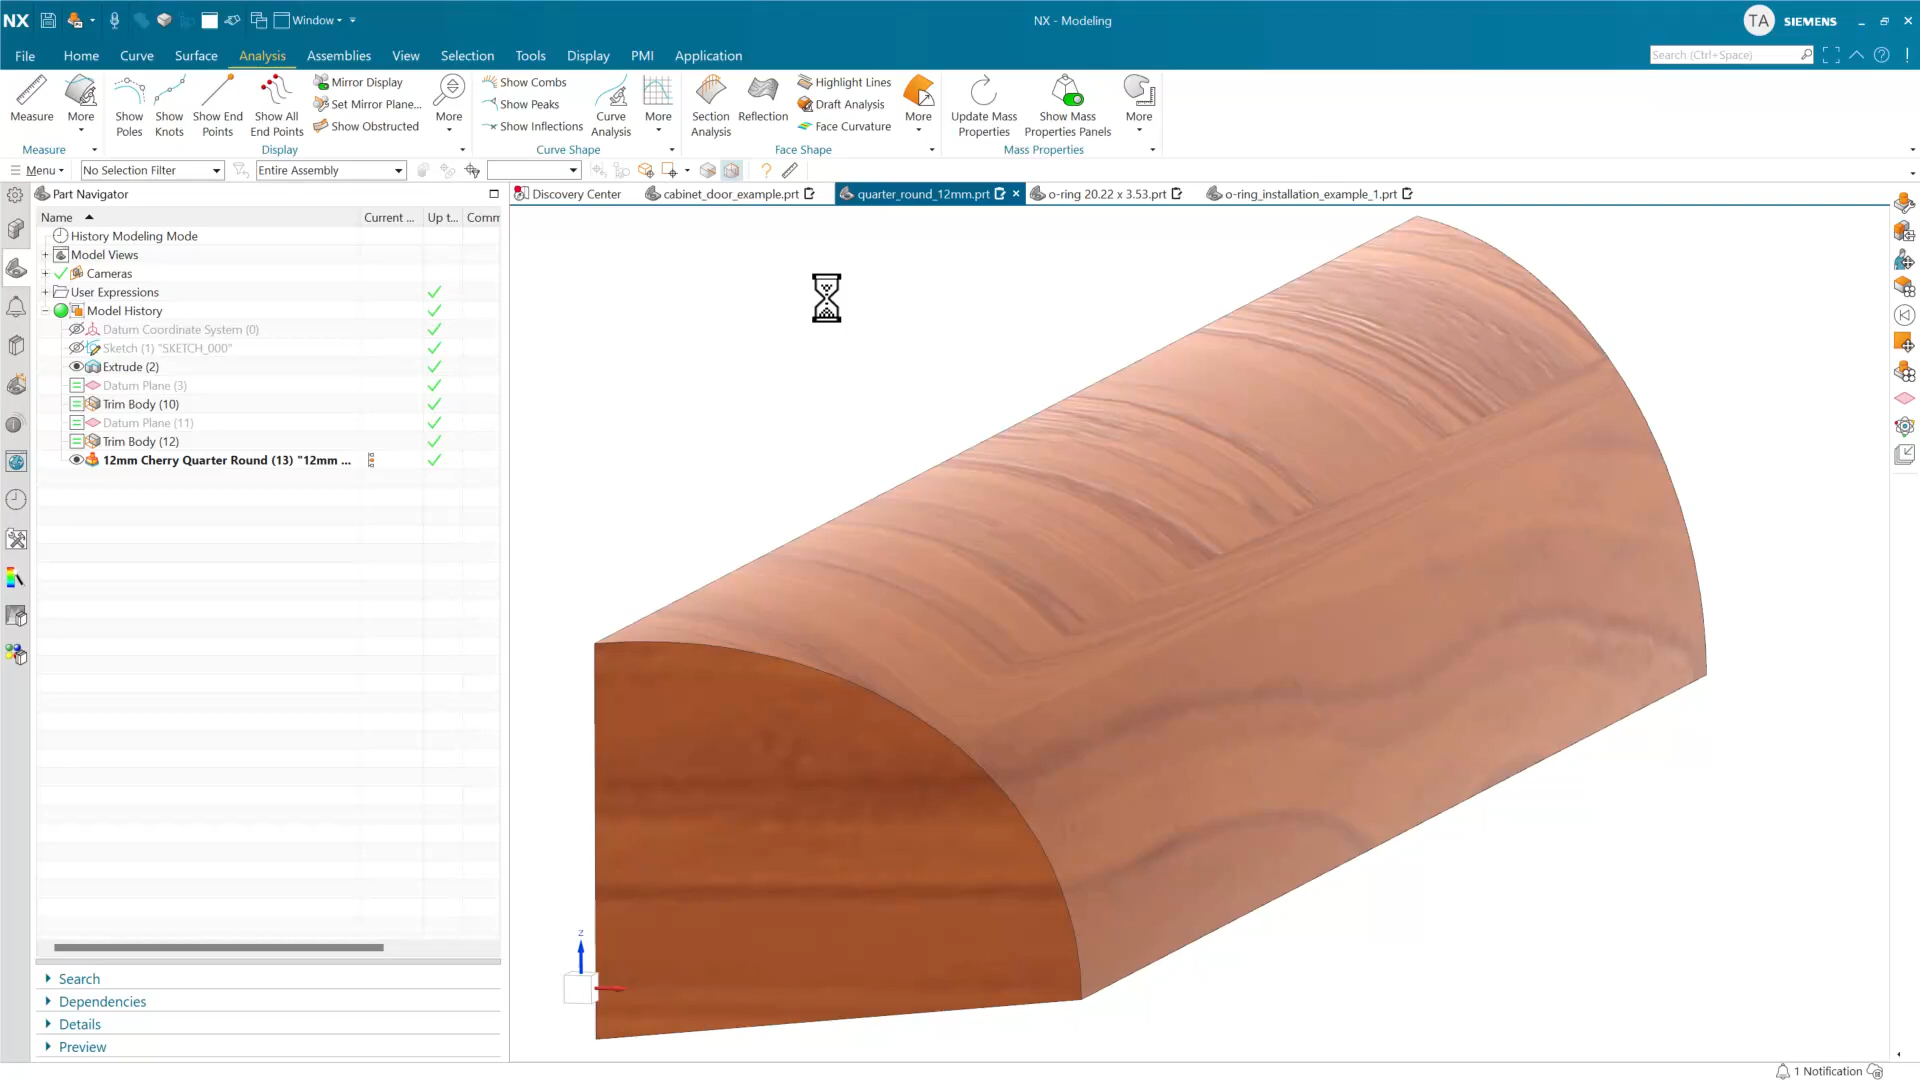 NX Window NX - Modeling TA SIEMENS
File Home Curve Surface Analysis Assemblies View Selection Tools Display PMI Application Search (Ctrl+Space)
Measure
More
Measure
Show Poles
Show Knots
Show End Points
Show All End Points
Mirror Display
Set Mirror Plane...
Show Obstructed
More
Display
Show Combs
Show Peaks
Show Inflections
Curve Analysis
More
Curve Shape
Section Analysis
Reflection
Highlight Lines
Draft Analysis
Face Curvature
More
Face Shape
Update Mass Properties
Show Mass Properties Panels
More
Mass Properties
Menu No Selection Filter Entire Assembly
Part Navigator
Discovery Center cabinet_door_example.prt quarter_round_12mm.prt o-ring 20.22 x 3.53.prt o-ring_installation_example_1.prt
Name Current ... Up t... Comm
History Modeling Mode
Model Views
Cameras
User Expressions
Model History
Datum Coordinate System (0)
Sketch (1) "SKETCH_000"
Extrude (2)
Datum Plane (3)
Trim Body (10)
Datum Plane (11)
Trim Body (12)
12mm Cherry Quarter Round (13) "12mm ...
Z
Search
Dependencies
Details
Preview
1 Notification